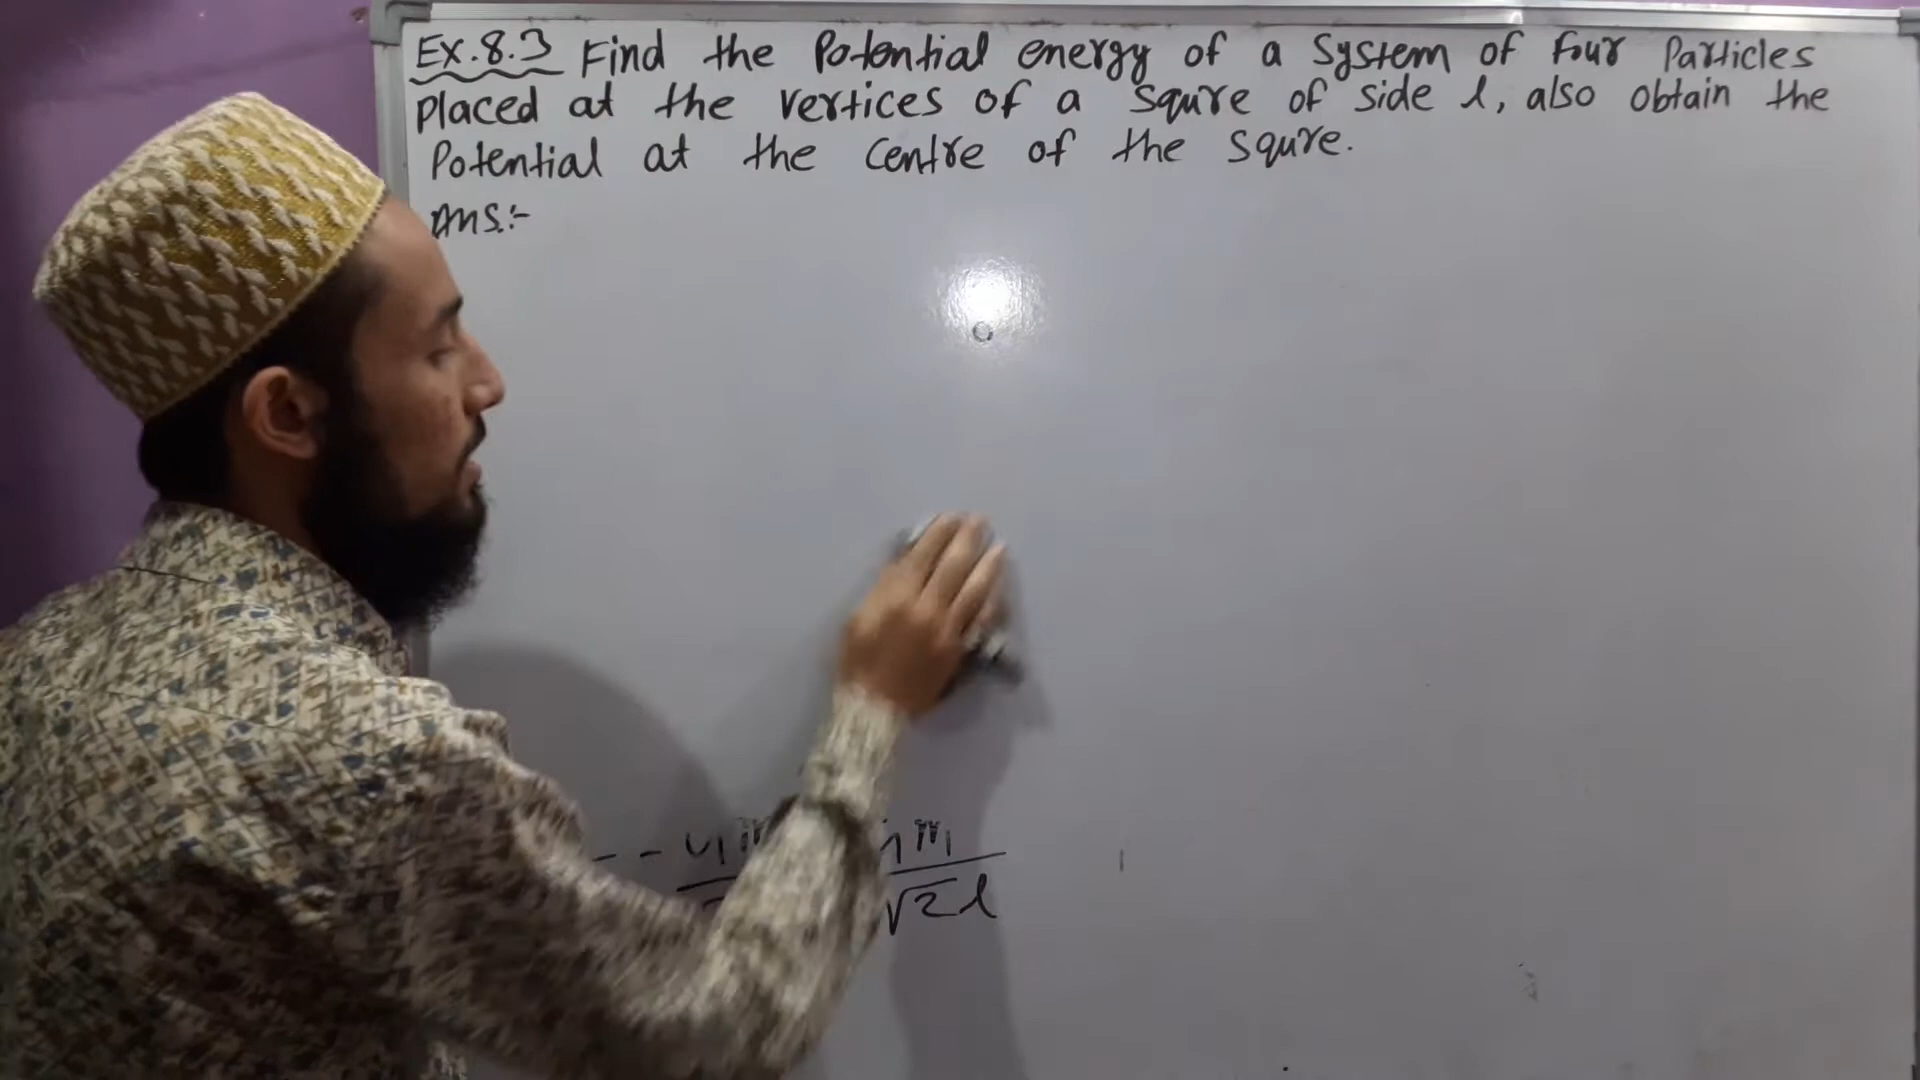 Ex.8.3 Find the Potential energy of a System of Four Particles
Placed at the vertices of a squre of side l, also obtain the
Potential at the centre of the squre.
Ans:-
√2l